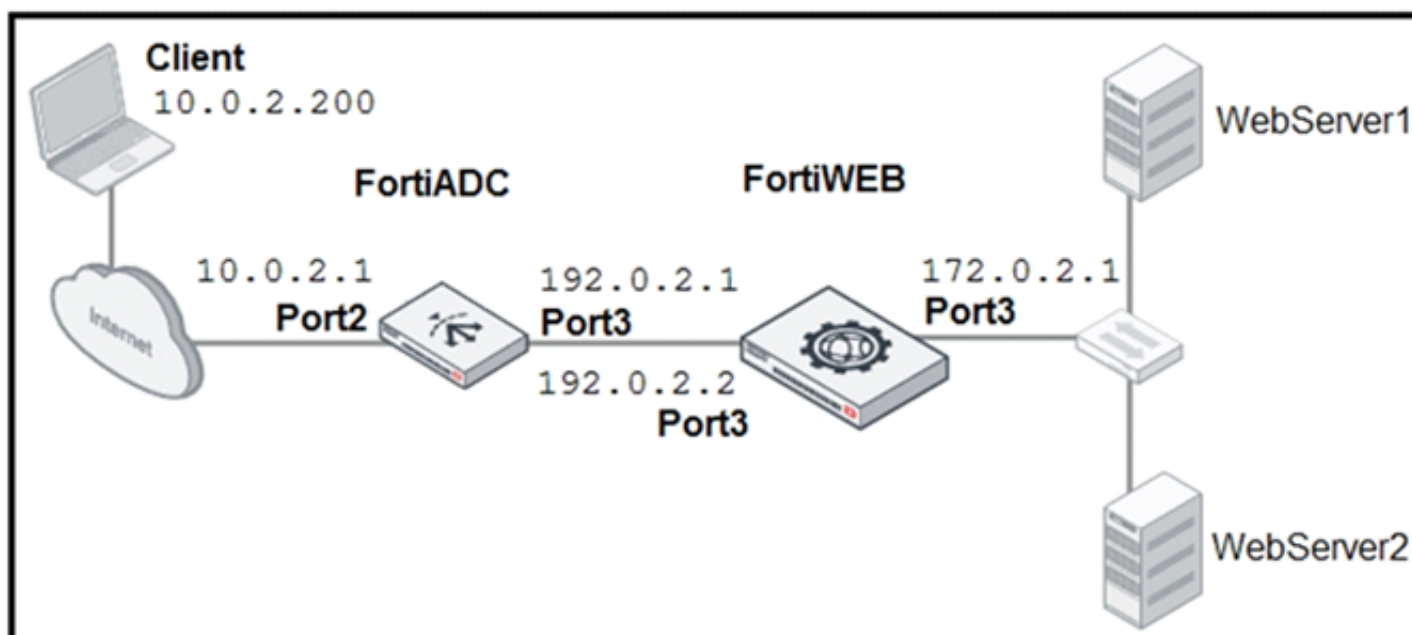 Client
10.0.2.200
WebServer1
FortiADC
FortiWEB
10.0.2.1
192.0.2.1
172.0.2.1
Internet
Port2
Port3
Port3
192.0.2.2
Port3
WebServer2